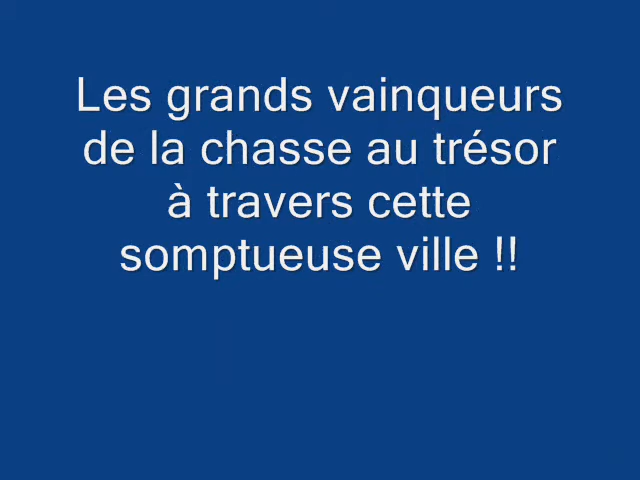 Les grands vainqueurs
de la chasse au trésor
à travers cette
somptueuse ville !!